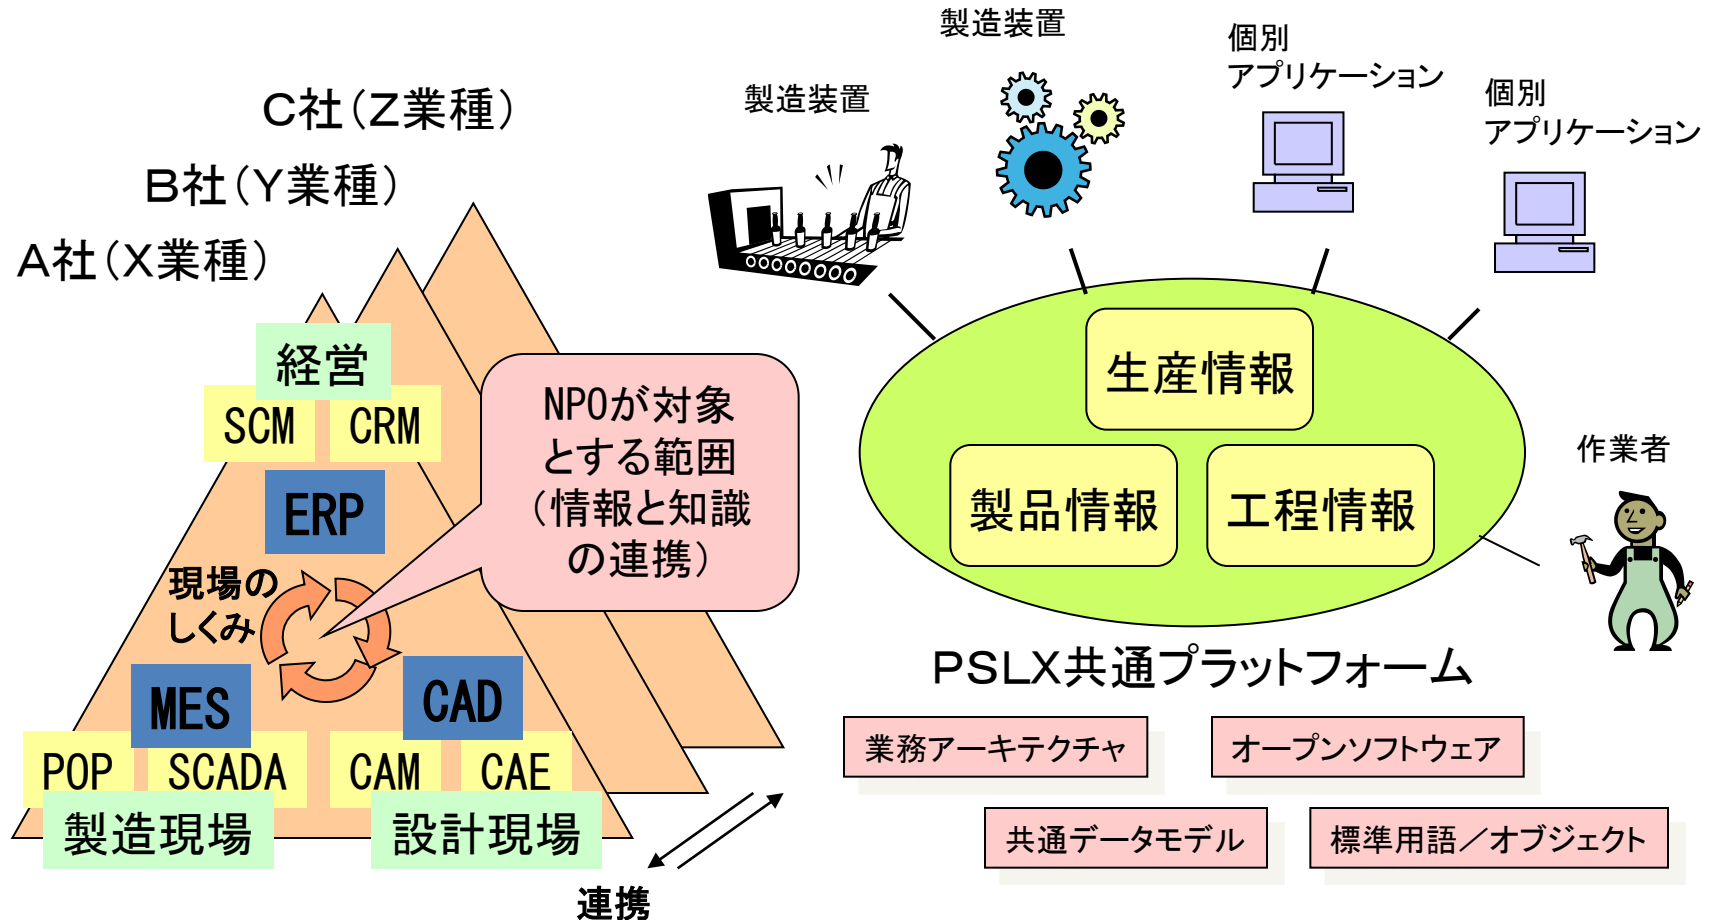 C社(Z業種)
B社(Y業種)
A社(X業種)
経営
SCM
CRM
ERP
現場の
しくみ
MES
CAD
POP
SCADA
CAM
CAE
製造現場
設計現場
連携
NPOが対象
とする範囲
(情報と知識
の連携)
製造装置
製造装置
個別
アプリケーション
個別
アプリケーション
生産情報
製品情報
工程情報
作業者
PSLX共通プラットフォーム
業務アーキテクチャ
オープンソフトウェア
共通データモデル
標準用語/オブジェクト